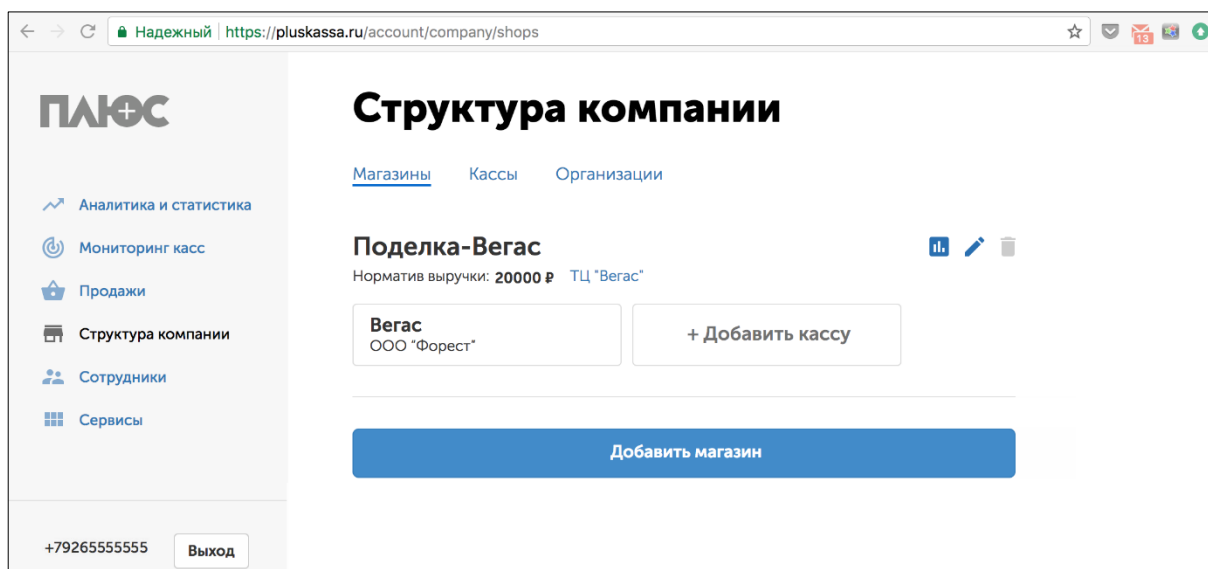 Надежный https://pluskassa.ru/account/company/shops
13
ПЛЮС
Структура компании
Магазины Кассы Организации
Аналитика и статистика
Мониторинг касс
Продажи
Структура компании
Сотрудники
Сервисы
Поделка-Вегас
Норматив выручки: 20000 ₽ ТЦ "Вегас"
Вегас
ООО "Форест"
+ Добавить кассу
Добавить магазин
+79265555555 Выход